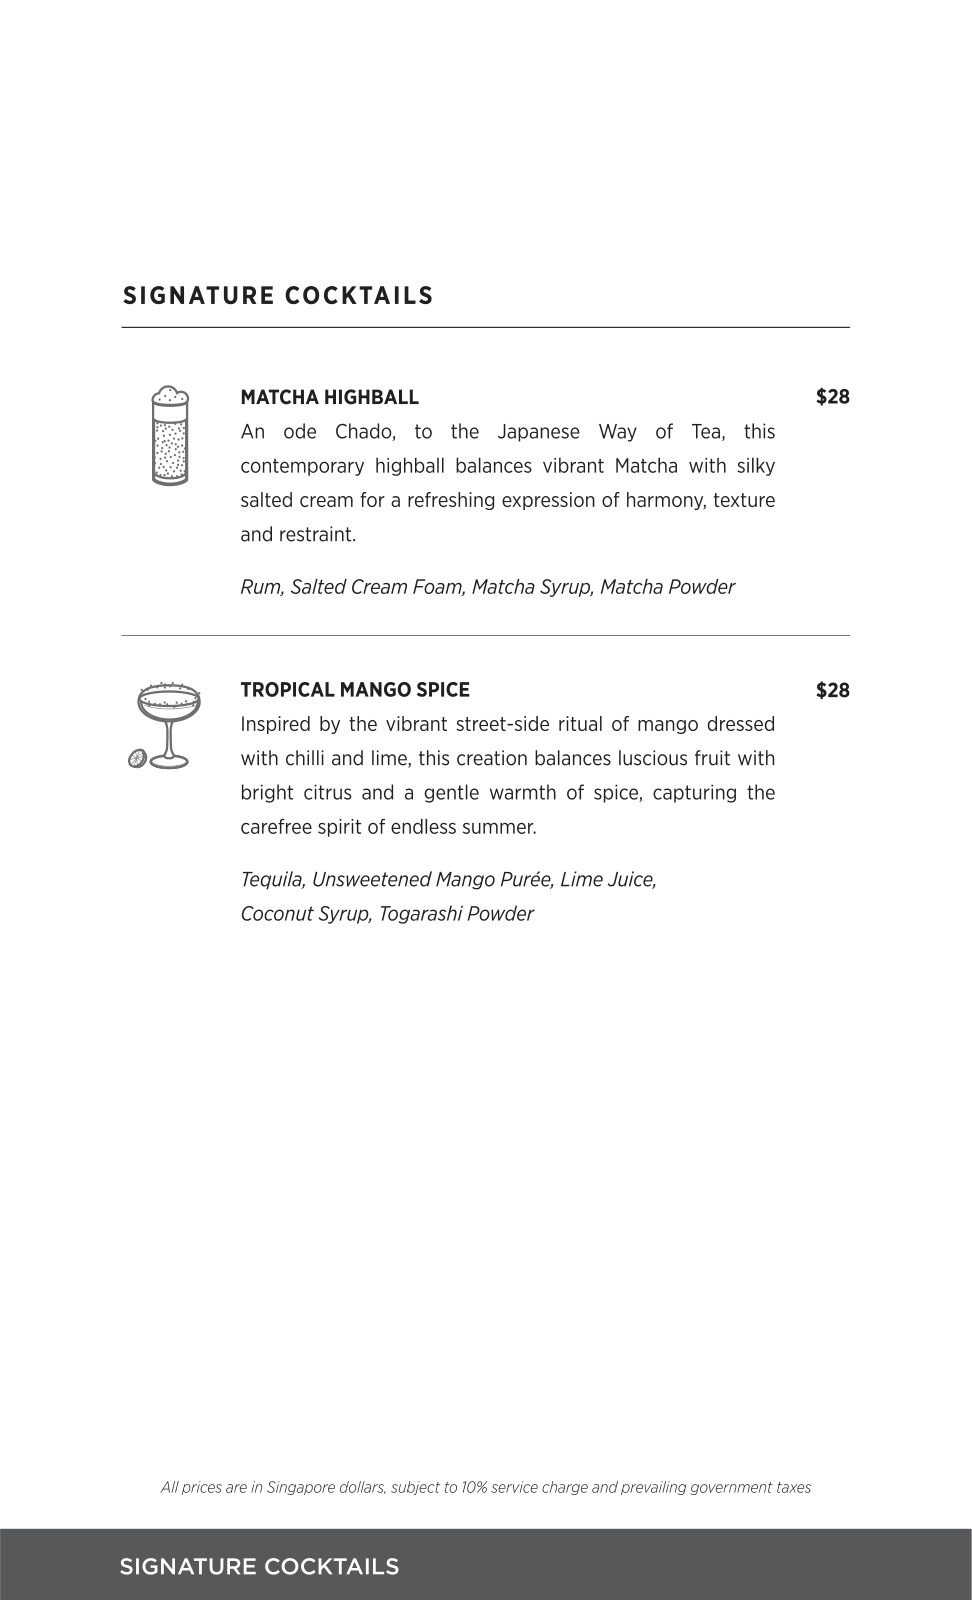 SIGNATURE COCKTAILS
MATCHA HIGHBALL $28
An ode Chado, to the Japanese Way of Tea, this
contemporary highball balances vibrant Matcha with silky
salted cream for a refreshing expression of harmony, texture
and restraint.
Rum, Salted Cream Foam, Matcha Syrup, Matcha Powder
TROPICAL MANGO SPICE $28
Inspired by the vibrant street-side ritual of mango dressed
with chilli and lime, this creation balances luscious fruit with
bright citrus and a gentle warmth of spice, capturing the
carefree spirit of endless summer.
Tequila, Unsweetened Mango Purée, Lime Juice,
Coconut Syrup, Togarashi Powder
All prices are in Singapore dollars, subject to 10% service charge and prevailing government taxes
SIGNATURE COCKTAILS